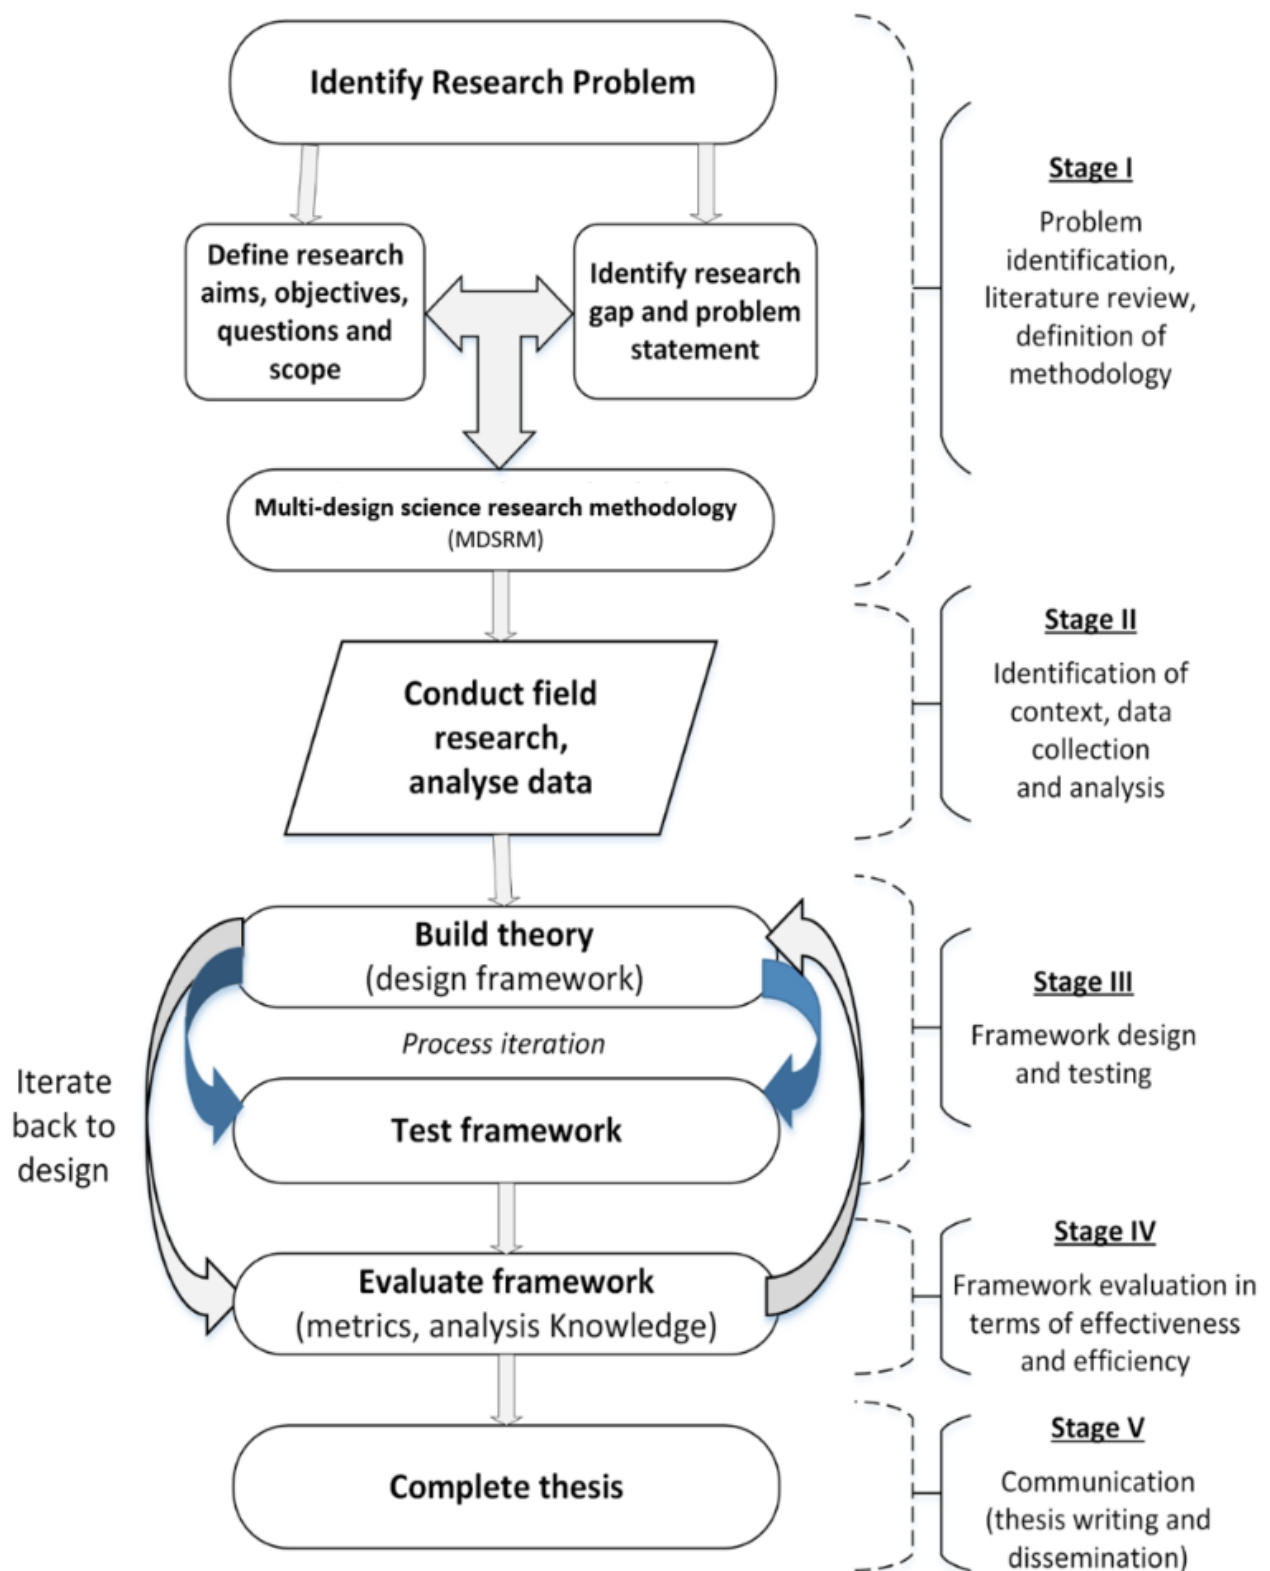 Identify Research Problem
Define research
aims, objectives,
questions and
scope
Identify research
gap and problem
statement
Multi-design science research methodology
(MDSRM)
Conduct field
research,
analyse data
Build theory
(design framework)
Process iteration
Test framework
Iterate
back to
design
Evaluate framework
(metrics, analysis Knowledge)
Complete thesis
Stage I
Problem
identification,
literature review,
definition of
methodology
Stage II
Identification of
context, data
collection
and analysis
Stage III
Framework design
and testing
Stage IV
Framework evaluation in
terms of effectiveness
and efficiency
Stage V
Communication
(thesis writing and
dissemination)